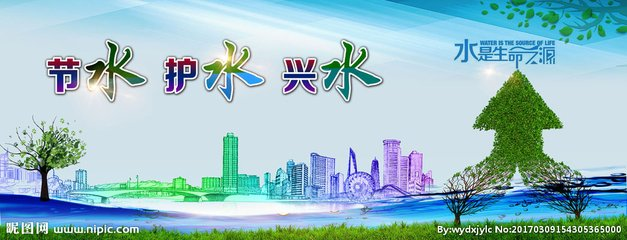 WATER IS THE SOURCE OF LIFE
水是生命之源
节水 护水 兴水
昵图网 www.nipic.com
By:wydxjylc No:20170309154305365000